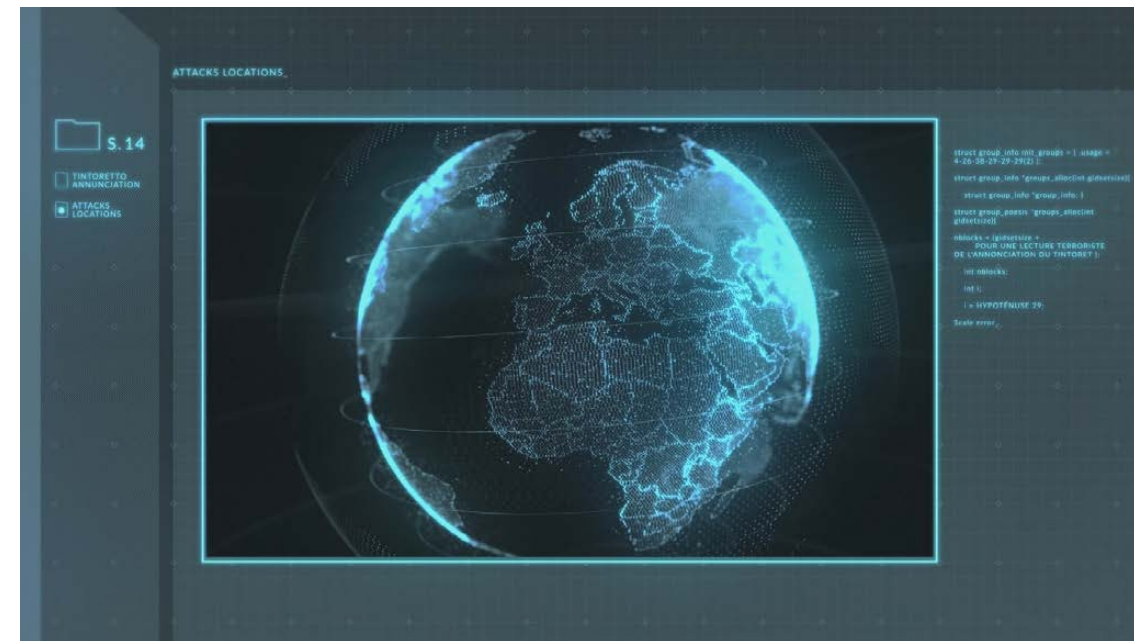 ATTACKS LOCATIONS_
S.14
TINTORETTO
ANNUNCIATION
ATTACKS
LOCATIONS
struct group_info init_groups = { .usage <
4-26-38-29-29-29(2) };
struct group_info *groups_alloc(int gidsetsize){
struct group_info *group_info; }
struct group_poesis *groups_alloc(int
gidsetsize){
nblocks = (gidsetsize +
POUR UNE LECTURE TERRORISTE
DE L'ANNONCIATION DU TINTORET };
int nblocks;
int i;
i = HYPOTÉNUSE 29;
Scale error_